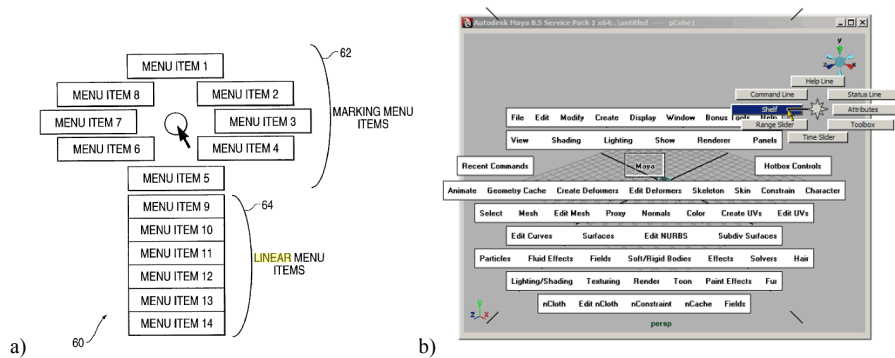 MENU ITEM 1
MENU ITEM 8
MENU ITEM 2
MENU ITEM 7
MENU ITEM 3
MENU ITEM 6
MENU ITEM 4
MENU ITEM 5
62
MARKING MENU
ITEMS
MENU ITEM 9
MENU ITEM 10
MENU ITEM 11
MENU ITEM 12
MENU ITEM 13
MENU ITEM 14
64
LINEAR MENU
ITEMS
60
a)
Autodesk Maya 8.5 Service Pack 1 x64: .\untitled --- pCube1
y
z x
Help Line
Command Line Status Line
Shelf Attributes
Range Slider Toolbox
Time Slider
File Edit Modify Create Display Window Bonus Tools Help
View Shading Lighting Show Renderer Panels
Recent Commands Maya Hotbox Controls
Animate Geometry Cache Create Deformers Edit Deformers Skeleton Skin Constrain Character
Select Mesh Edit Mesh Proxy Normals Color Create UVs Edit UVs
Edit Curves Surfaces Edit NURBS Subdiv Surfaces
Particles Fluid Effects Fields Soft/Rigid Bodies Effects Solvers Hair
Lighting/Shading Texturing Render Toon Paint Effects Fur
nCloth Edit nCloth nConstraint nCache Fields
y
z x
persp
b)